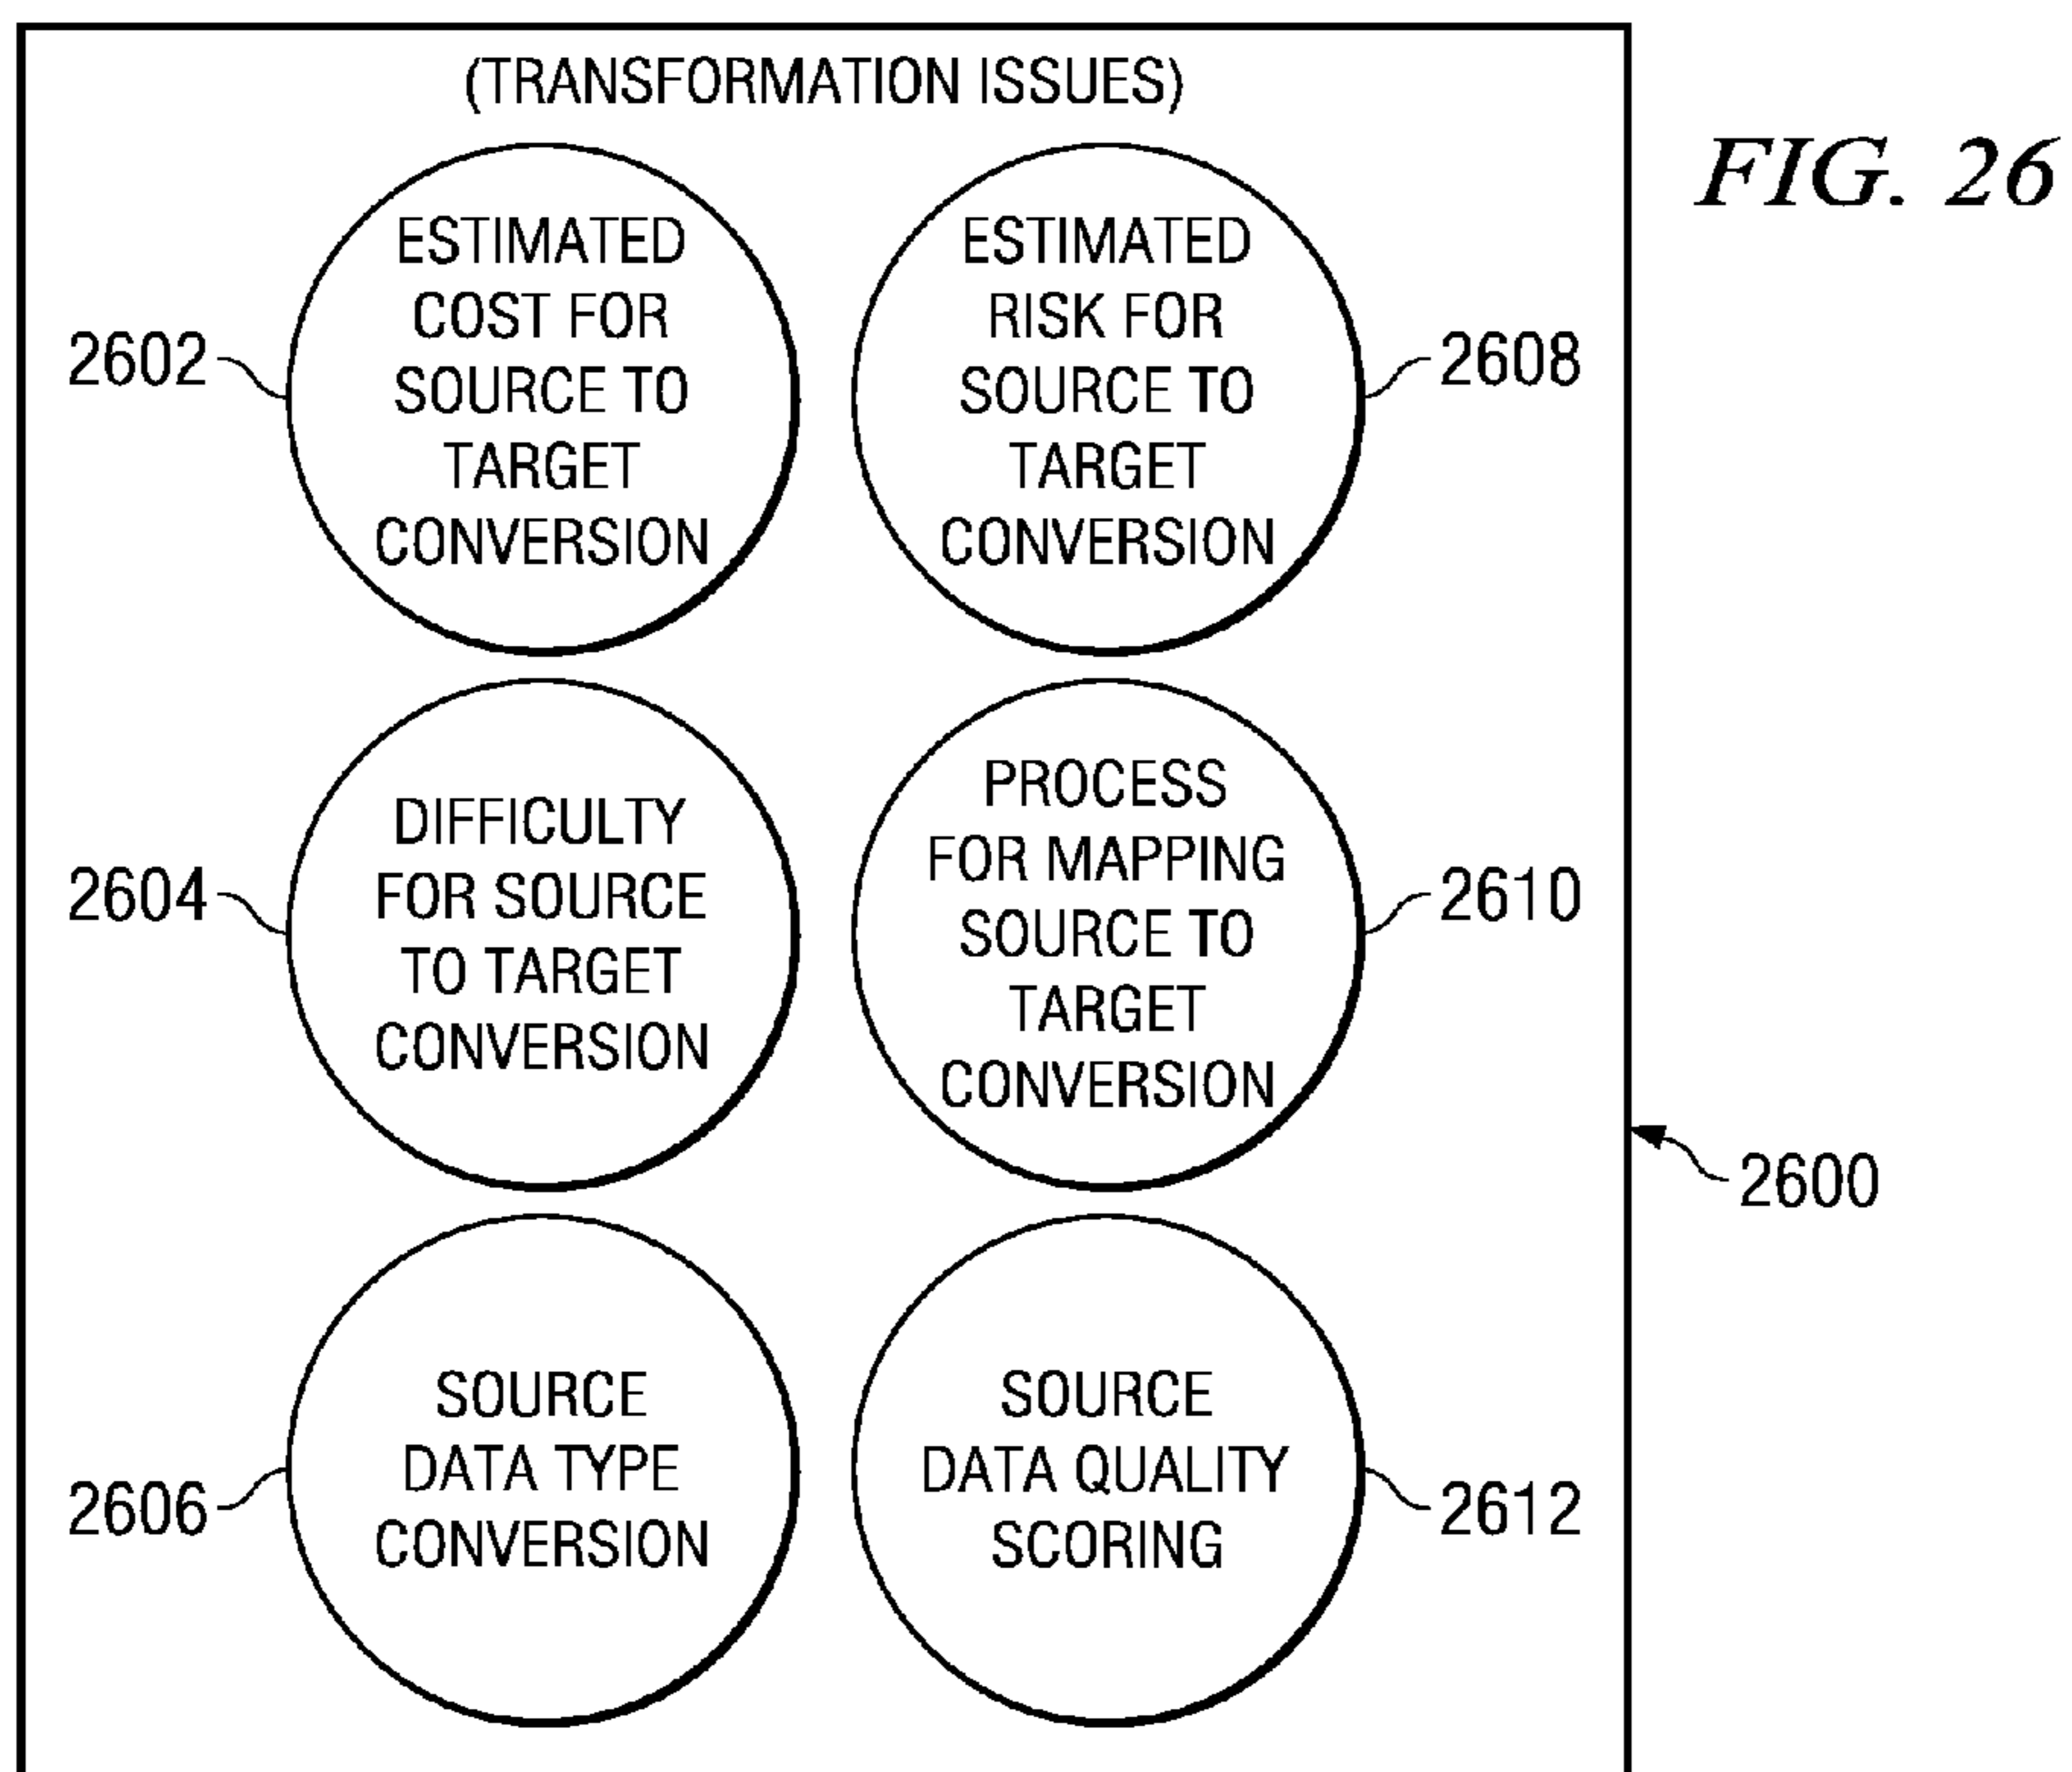 (TRANSFORMATION ISSUES)
FIG. 26
2602
ESTIMATED
COST FOR
SOURCE TO
TARGET
CONVERSION
ESTIMATED
RISK FOR
SOURCE TO
TARGET
CONVERSION
2608
2604
DIFFICULTY
FOR SOURCE
TO TARGET
CONVERSION
PROCESS
FOR MAPPING
SOURCE TO
TARGET
CONVERSION
2610
2600
2606
SOURCE
DATA TYPE
CONVERSION
SOURCE
DATA QUALITY
SCORING
2612